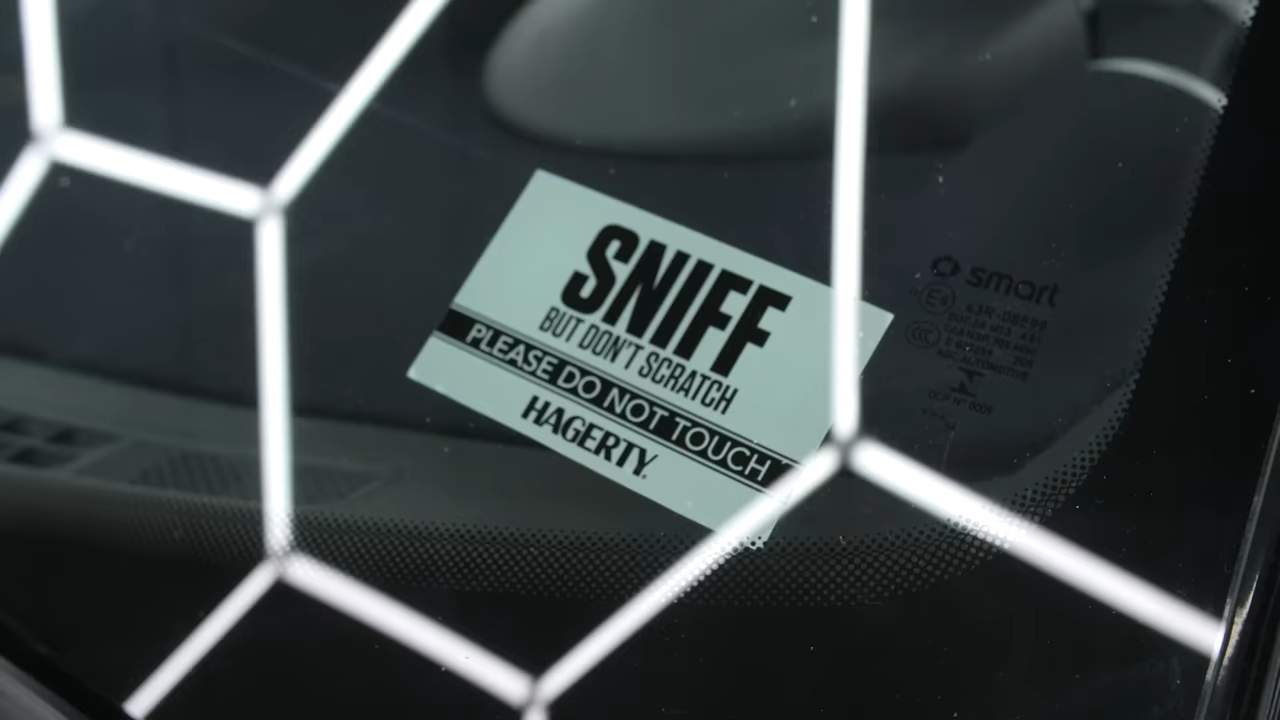 SNIFF
BUT DON'T SCRATCH
PLEASE DO NOT TOUCH
HAGERTY
smart